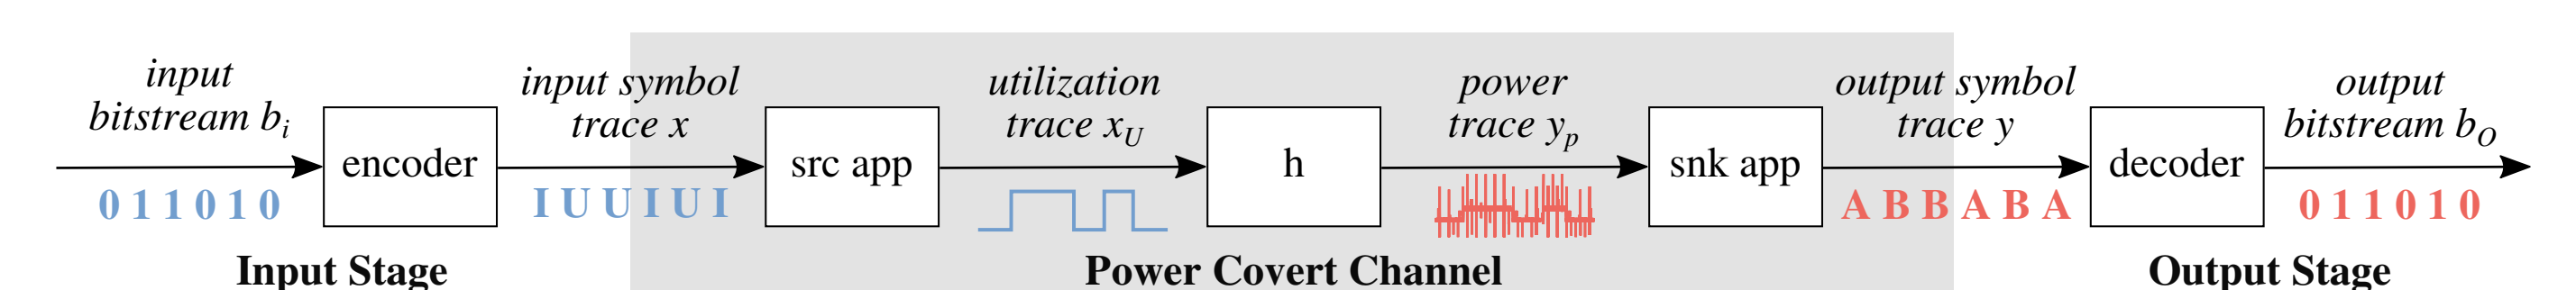 input
bitstream b_i
0 1 1 0 1 0
encoder
input symbol
trace x
I U U I U I
src app
utilization
trace x_U
h
power
trace y_p
snk app
output symbol
trace y
A B B A B A
decoder
output
bitstream b_O
0 1 1 0 1 0
Input Stage
Power Covert Channel
Output Stage